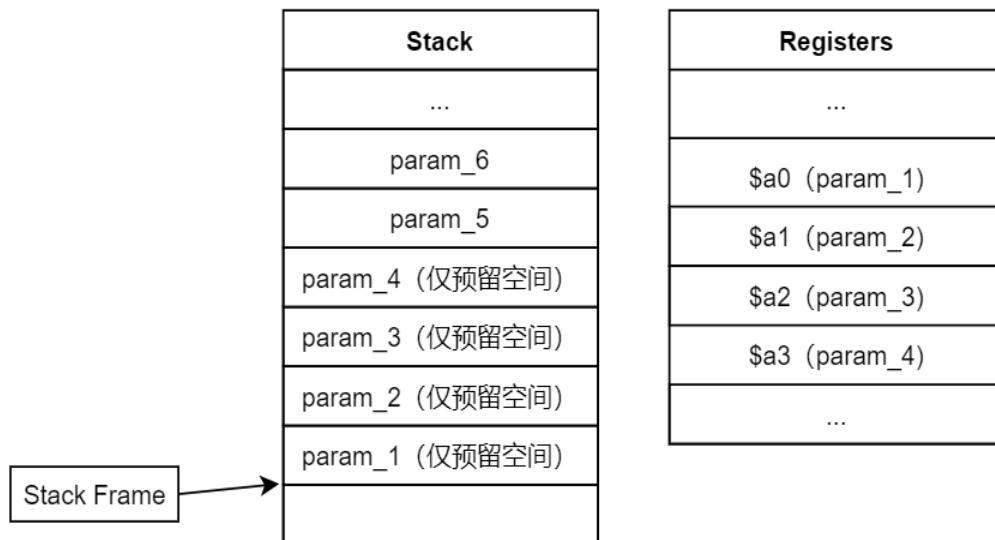 Stack
...
param_6
param_5
param_4（仅预留空间）
param_3（仅预留空间）
param_2（仅预留空间）
param_1（仅预留空间）
Stack Frame
Registers
...
$a0（param_1）
$a1（param_2）
$a2（param_3）
$a3（param_4）
...